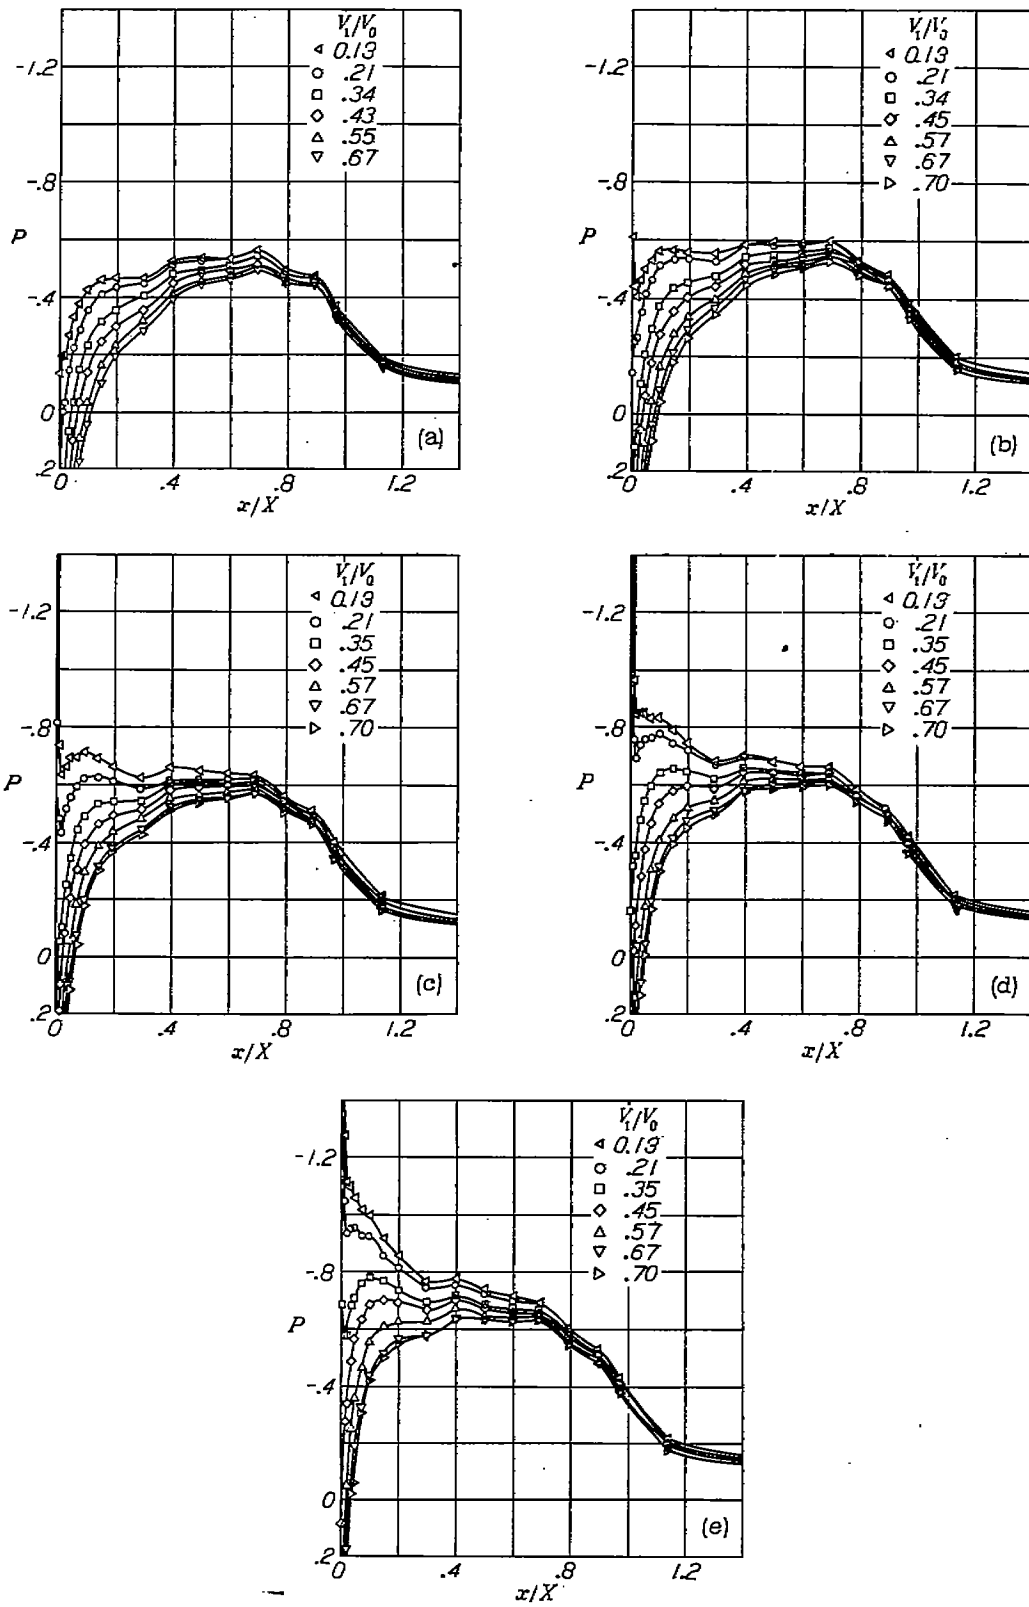 V₁/V₀
0.13
.21
.34
.43
.55
.67
-1.2
-.8
P
-.4
0
.2
(a)
0 .4 .8 1.2
x/X
V₁/V₀
0.13
.21
.34
.45
.57
.67
.70
-1.2
-.8
P
-.4
0
.2
(b)
0 .4 .8 1.2
x/X
V₁/V₀
0.13
.21
.35
.45
.57
.67
.70
-1.2
-.8
P
-.4
0
.2
(c)
0 .4 .8 1.2
x/X
V₁/V₀
0.13
.21
.35
.45
.57
.67
.70
-1.2
-.8
P
-.4
0
.2
(d)
0 .4 .8 1.2
x/X
V₁/V₀
0.13
.21
.35
.45
.57
.67
.70
-1.2
-.8
P
-.4
0
.2
(e)
0 .4 .8 1.2
x/X